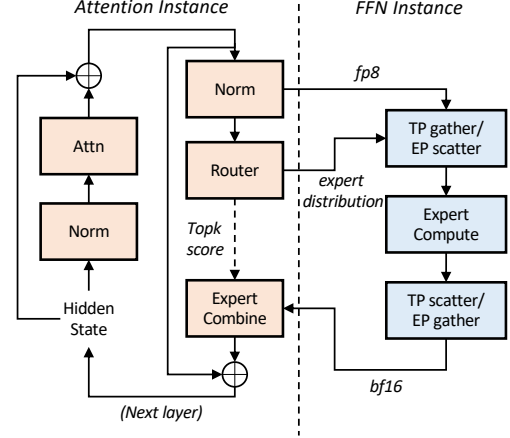 Attention Instance
FFN Instance
fp8
Norm
TP gather/
EP scatter
Attn
Router
expert
distribution
Norm
Topk
score
Expert
Compute
Hidden
State
Expert
Combine
TP scatter/
EP gather
bf16
(Next layer)